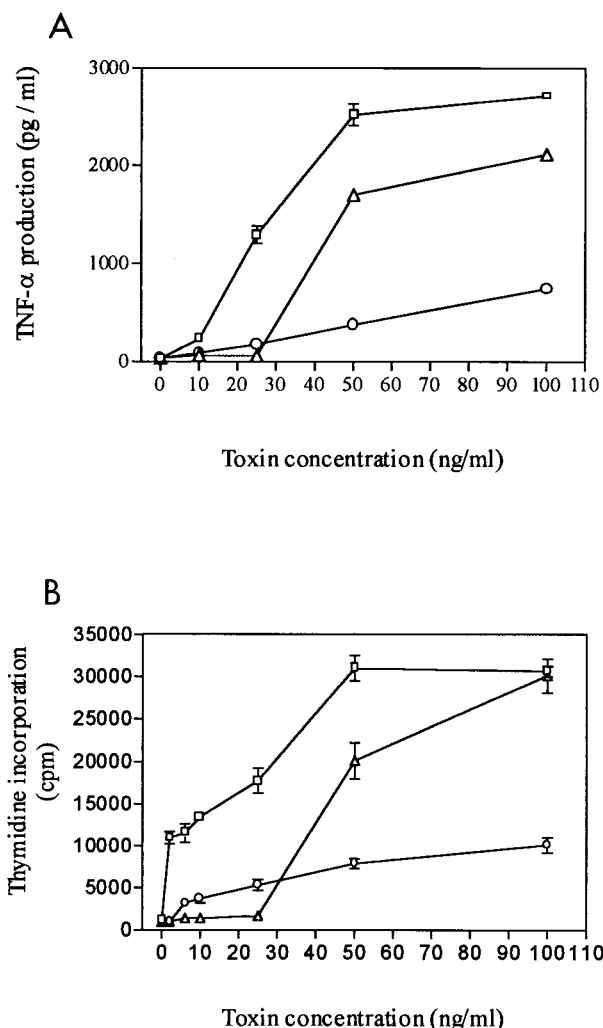 A
TNF-α production (pg / ml)
3000
2000
1000
0
0 10 20 30 40 50 60 70 80 90 100 110
Toxin concentration (ng/ml)
B
Thymidine incorporation
(cpm)
35000
30000
25000
20000
15000
10000
5000
0
0 10 20 30 40 50 60 70 80 90 100 110
Toxin concentration (ng/ml)